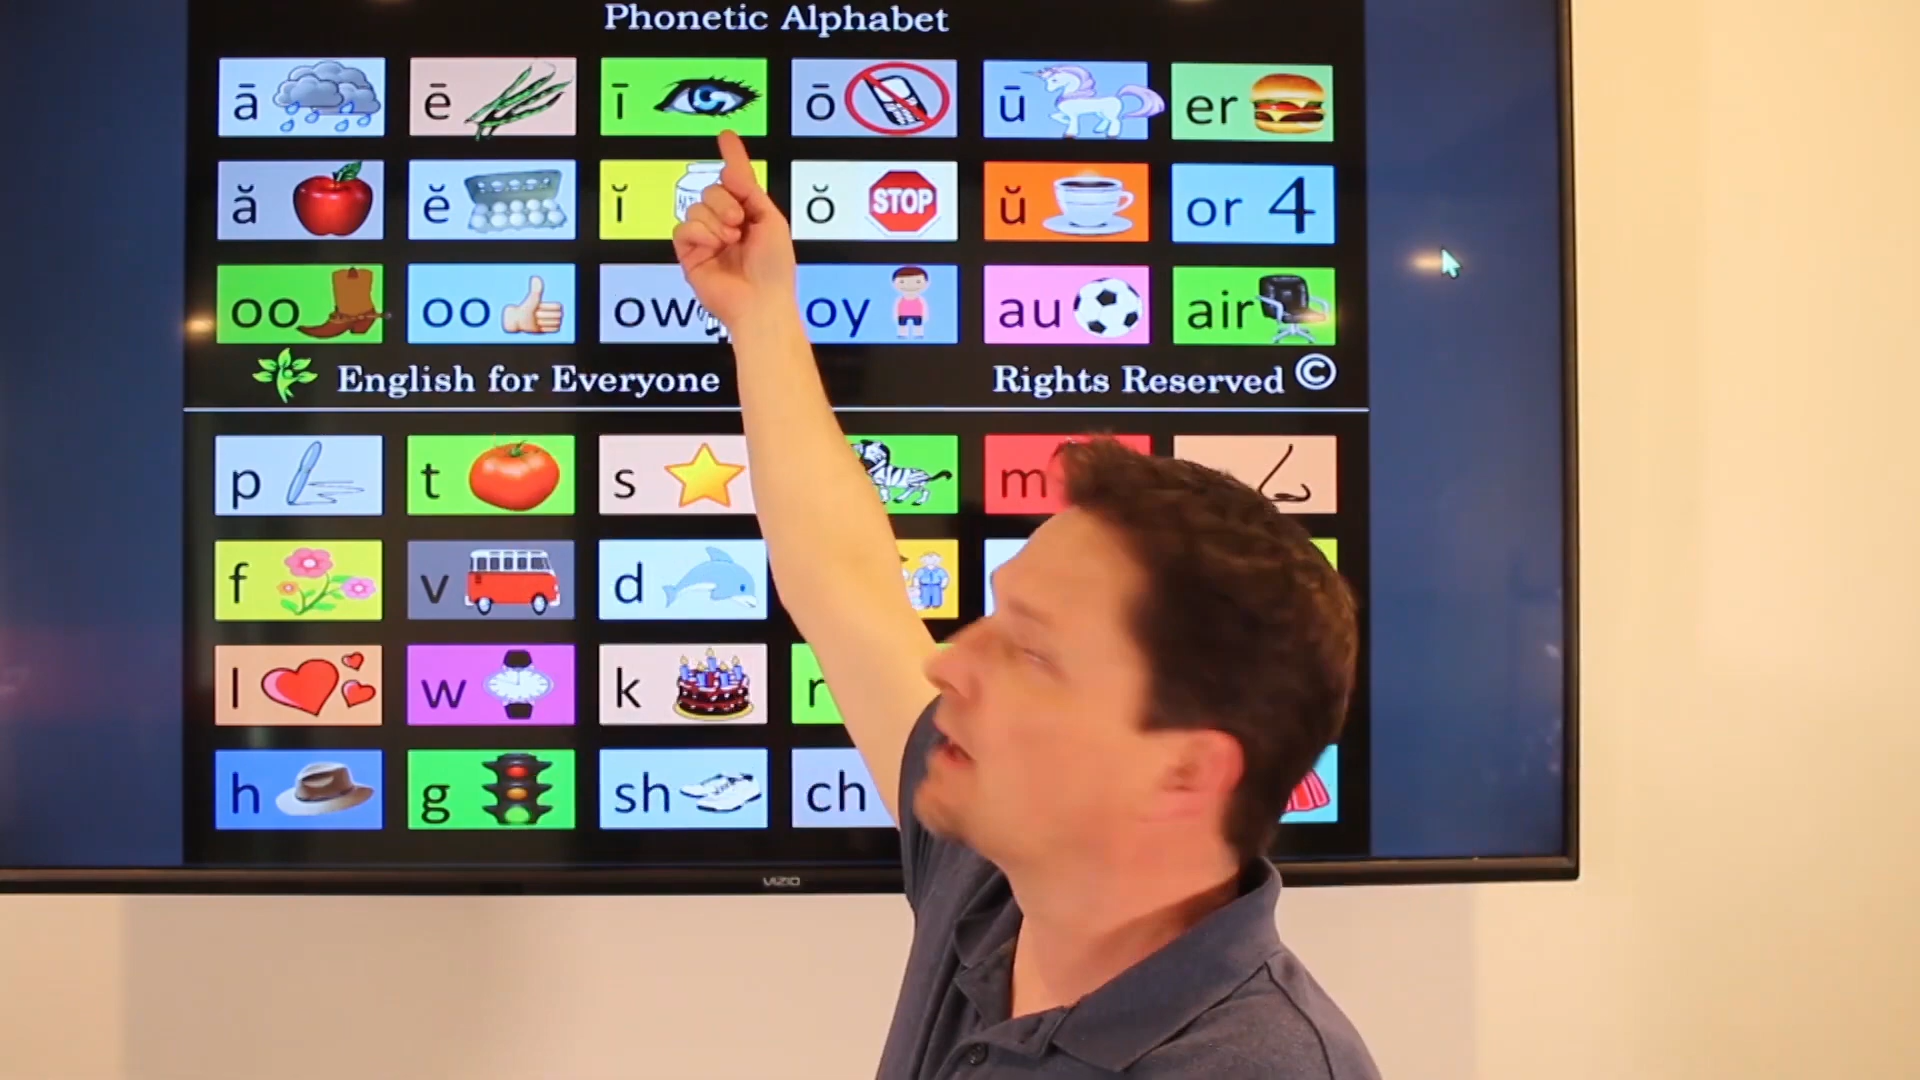 Phonetic Alphabet
ā ē ī ō ū er
ă ĕ ĭ ŏ STOP ŭ or 4
oo oo ow oy au air
English for Everyone Rights Reserved ©
p t s m
f v d
l w k r
h g sh ch
VIZIO